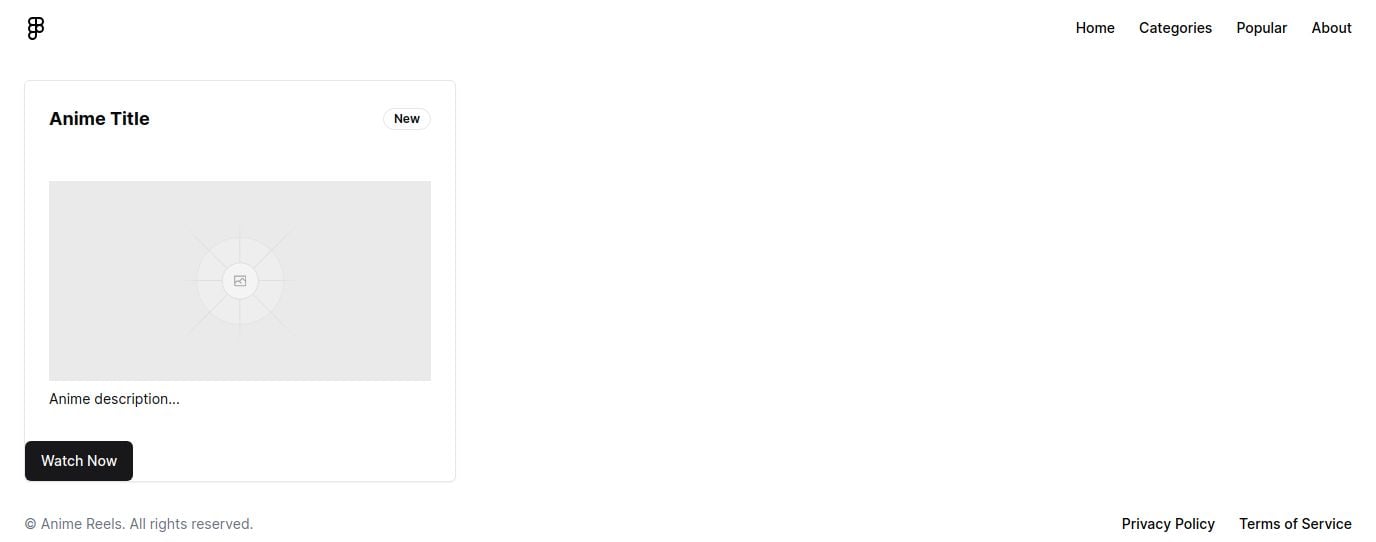 Home Categories Popular About
Anime Title New
Anime description...
Watch Now
© Anime Reels. All rights reserved. Privacy Policy Terms of Service